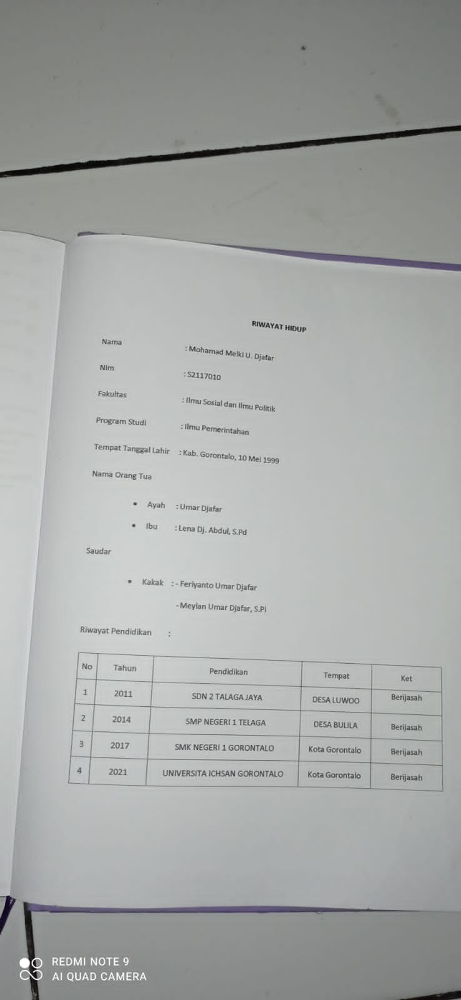 RIWAYAT HIDUP
Nama : Mohamad Melki U. Djafar
Nim : S2117010
Fakultas : Ilmu Sosial dan Ilmu Politik
Program Studi : Ilmu Pemerintahan
Tempat Tanggal Lahir : Kab. Gorontalo, 10 Mei 1999
Nama Orang Tua
• Ayah : Umar Djafar
• Ibu : Lena Dj. Abdul, S.Pd
Saudar
• Kakak : - Feriyanto Umar Djafar
- Meylan Umar Djafar, S.Pi
Riwayat Pendidikan :
No Tahun Pendidikan Tempat Ket
1 2011 SDN 2 TALAGA JAYA DESA LUWOO Berijasah
2 2014 SMP NEGERI 1 TELAGA DESA BULILA Berijasah
3 2017 SMK NEGERI 1 GORONTALO Kota Gorontalo Berijasah
4 2021 UNIVERSITA ICHSAN GORONTALO Kota Gorontalo Berijasah
REDMI NOTE 9
AI QUAD CAMERA